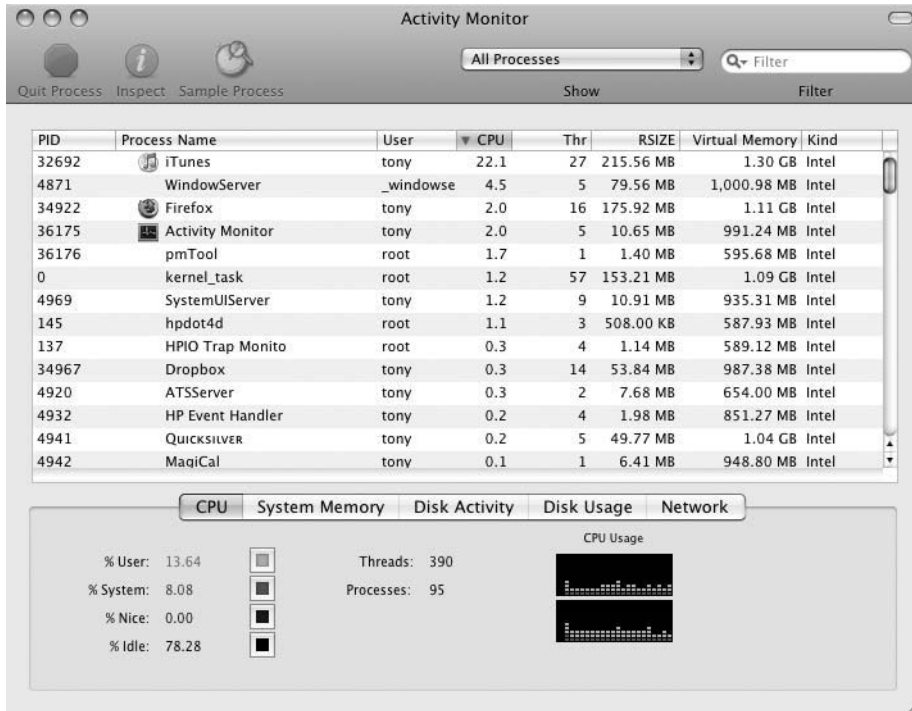 Activity Monitor
All Processes
Filter
Quit Process Inspect Sample Process Show Filter
PID Process Name User CPU Thr RSIZE Virtual Memory Kind
32692 iTunes tony 22.1 27 215.56 MB 1.30 GB Intel
4871 WindowServer _windowse 4.5 5 79.56 MB 1,000.98 MB Intel
34922 Firefox tony 2.0 16 175.92 MB 1.11 GB Intel
36175 Activity Monitor tony 2.0 5 10.65 MB 991.24 MB Intel
36176 pmTool root 1.7 1 1.40 MB 595.68 MB Intel
0 kernel_task root 1.2 57 153.21 MB 1.09 GB Intel
4969 SystemUIServer tony 1.2 9 10.91 MB 935.31 MB Intel
145 hpdot4d root 1.1 3 508.00 KB 587.93 MB Intel
137 HPIO Trap Monito root 0.3 4 1.14 MB 589.12 MB Intel
34967 Dropbox tony 0.3 14 53.84 MB 987.38 MB Intel
4920 ATSServer tony 0.3 2 7.68 MB 654.00 MB Intel
4932 HP Event Handler tony 0.2 4 1.98 MB 851.27 MB Intel
4941 Quicksilver tony 0.2 5 49.77 MB 1.04 GB Intel
4942 MagiCal tony 0.1 1 6.41 MB 948.80 MB Intel
CPU System Memory Disk Activity Disk Usage Network
CPU Usage
% User: 13.64 Threads: 390
% System: 8.08 Processes: 95
% Nice: 0.00
% Idle: 78.28